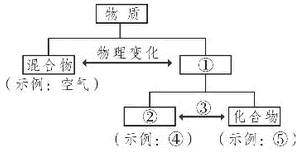 物质
混合物 物理变化 ①
(示例：空气)
② ③ 化合物
(示例：④) (示例：⑤)